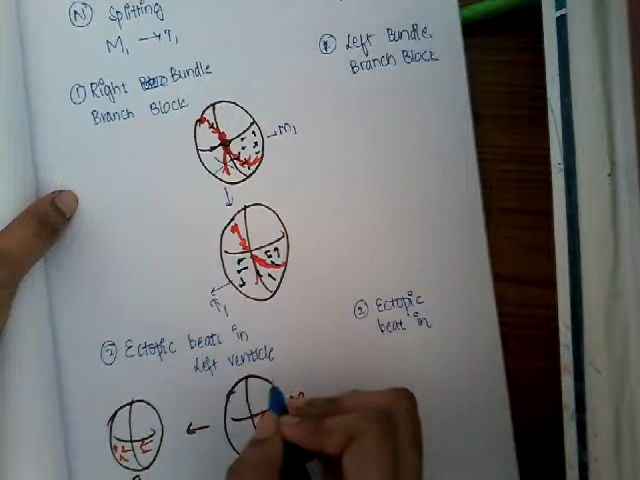 N Splitting
M1 → T1
1 Right Bundle
Branch Block
M1
T1
2 Ectopic beats in
Left venticle
Left Bundle
Branch Block
2 Ectopic
beat in